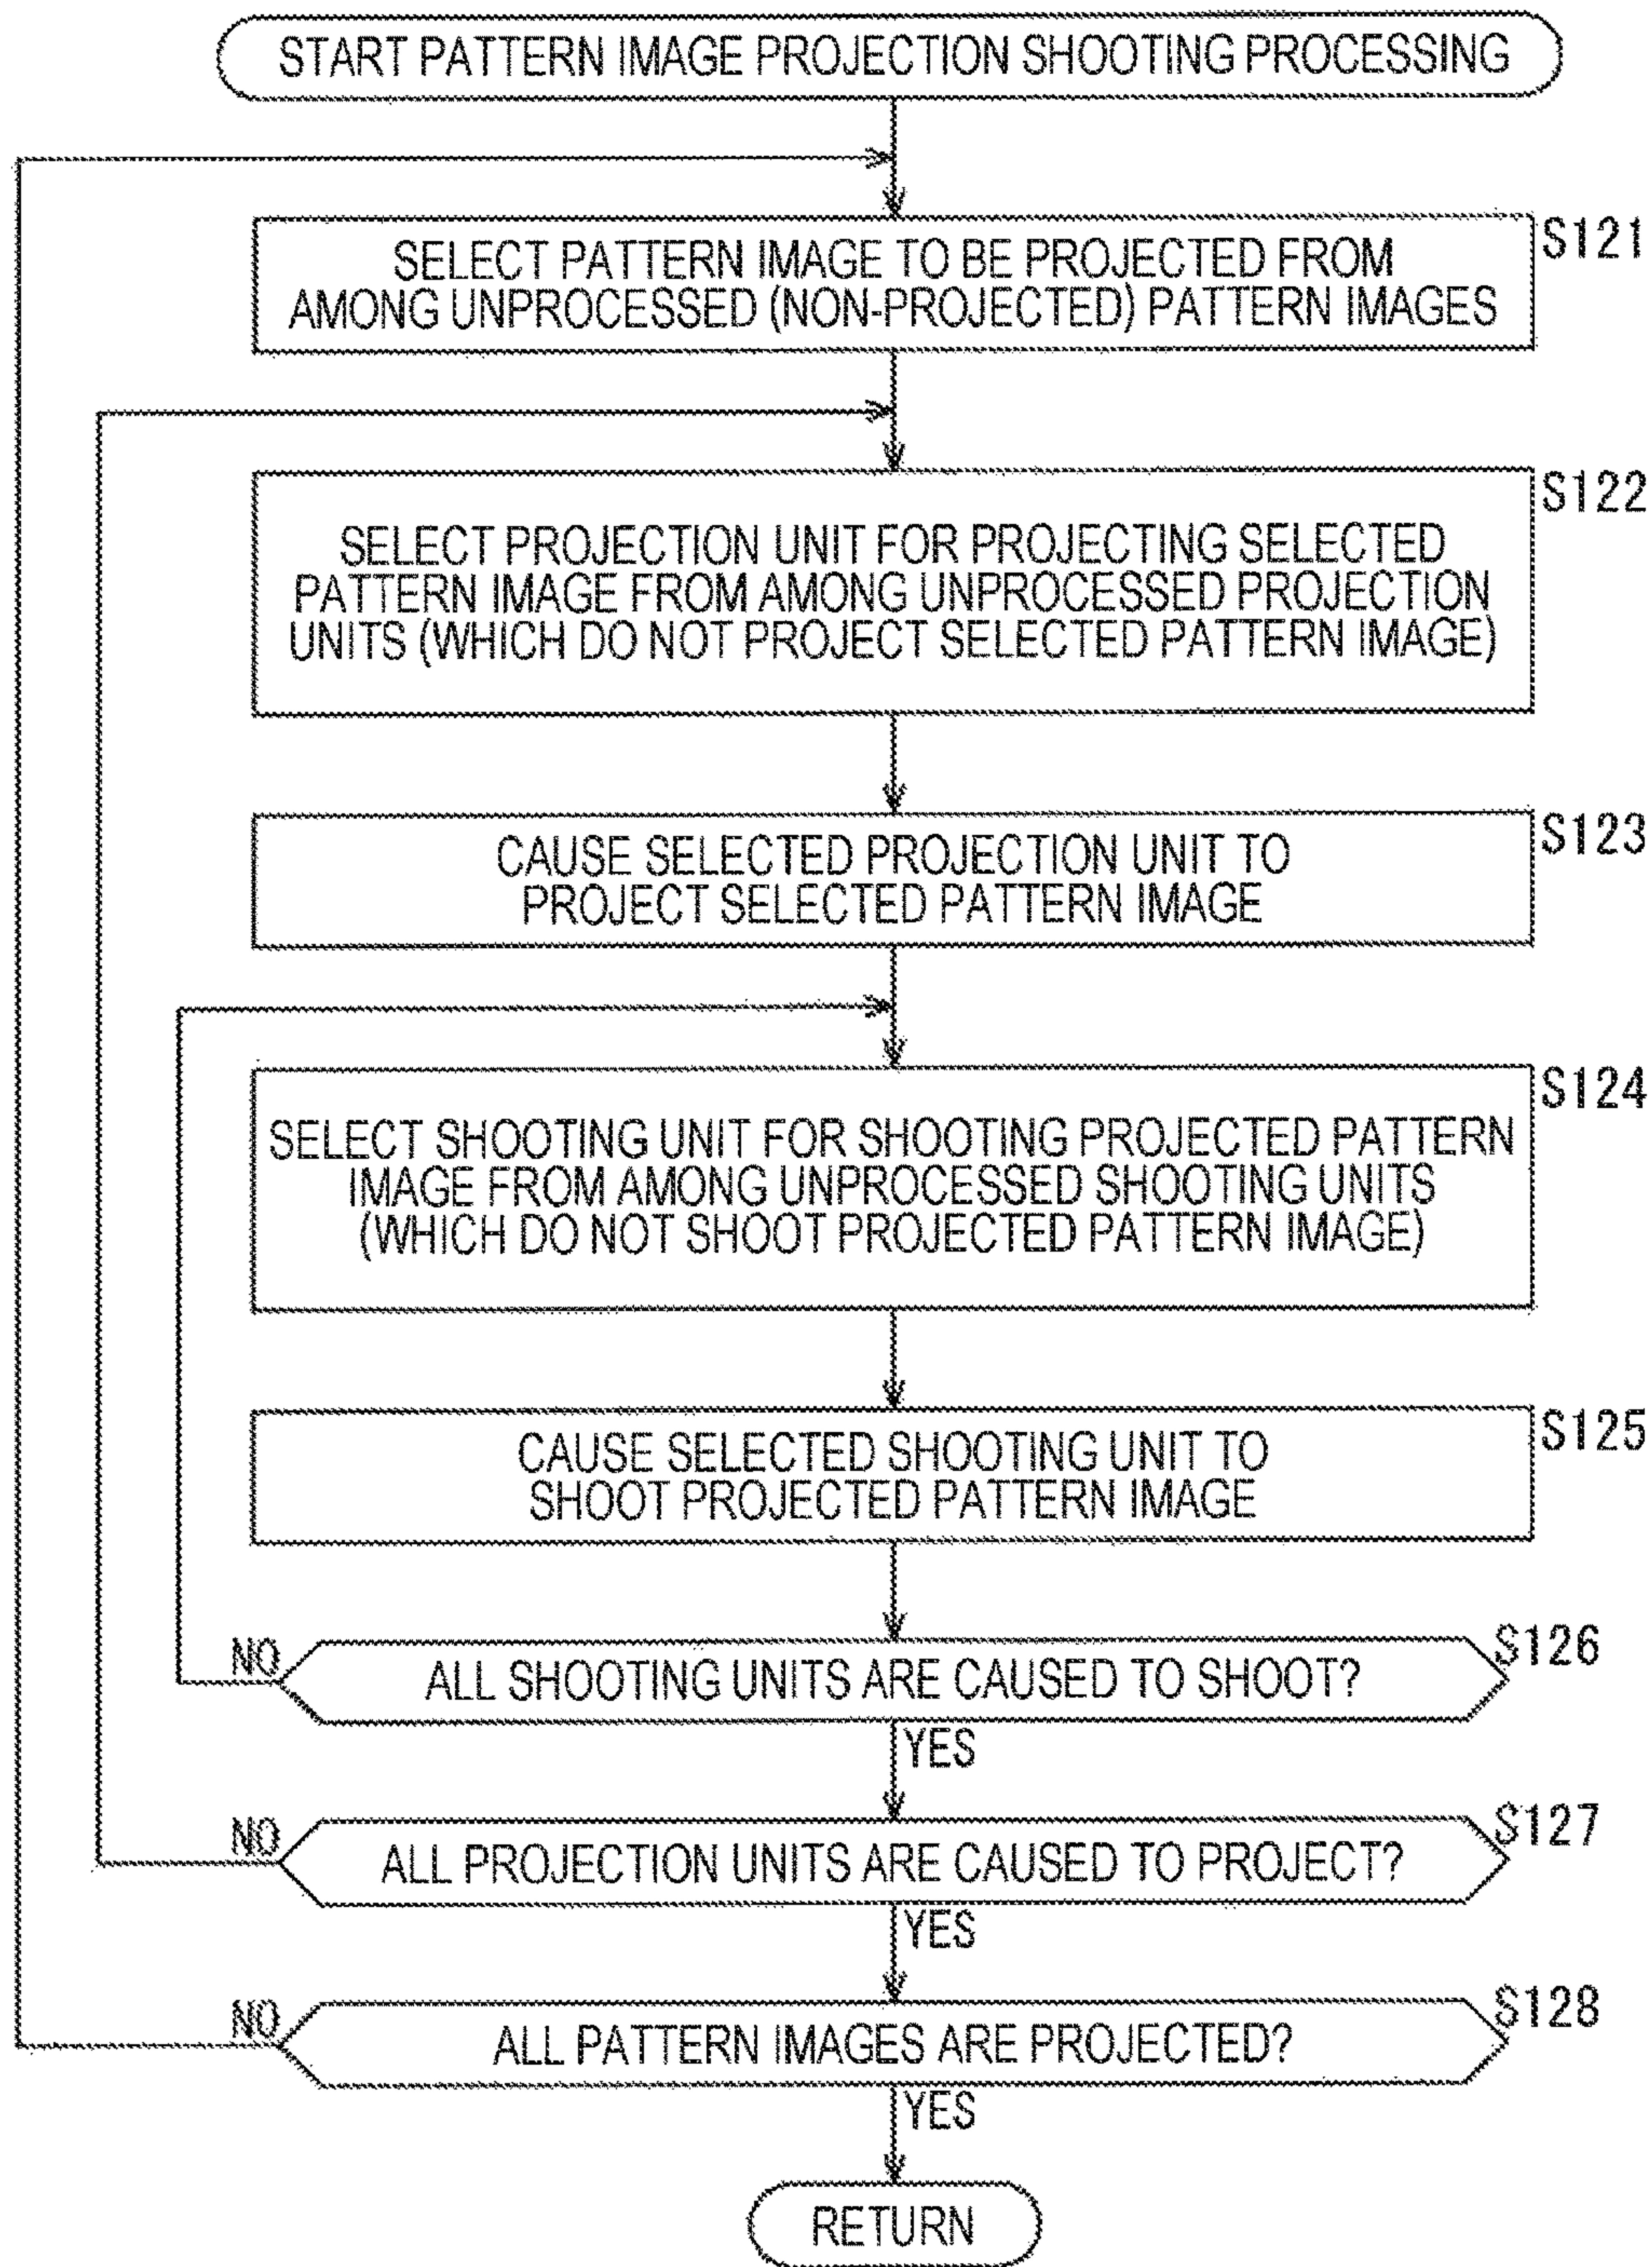 START PATTERN IMAGE PROJECTION SHOOTING PROCESSING
S121
SELECT PATTERN IMAGE TO BE PROJECTED FROM
AMONG UNPROCESSED (NON-PROJECTED) PATTERN IMAGES
S122
SELECT PROJECTION UNIT FOR PROJECTING SELECTED
PATTERN IMAGE FROM AMONG UNPROCESSED PROJECTION
UNITS (WHICH DO NOT PROJECT SELECTED PATTERN IMAGE)
S123
CAUSE SELECTED PROJECTION UNIT TO
PROJECT SELECTED PATTERN IMAGE
S124
SELECT SHOOTING UNIT FOR SHOOTING PROJECTED PATTERN
IMAGE FROM AMONG UNPROCESSED SHOOTING UNITS
(WHICH DO NOT SHOOT PROJECTED PATTERN IMAGE)
S125
CAUSE SELECTED SHOOTING UNIT TO
SHOOT PROJECTED PATTERN IMAGE
S126
NO
ALL SHOOTING UNITS ARE CAUSED TO SHOOT?
YES
S127
NO
ALL PROJECTION UNITS ARE CAUSED TO PROJECT?
YES
S128
NO
ALL PATTERN IMAGES ARE PROJECTED?
YES
RETURN